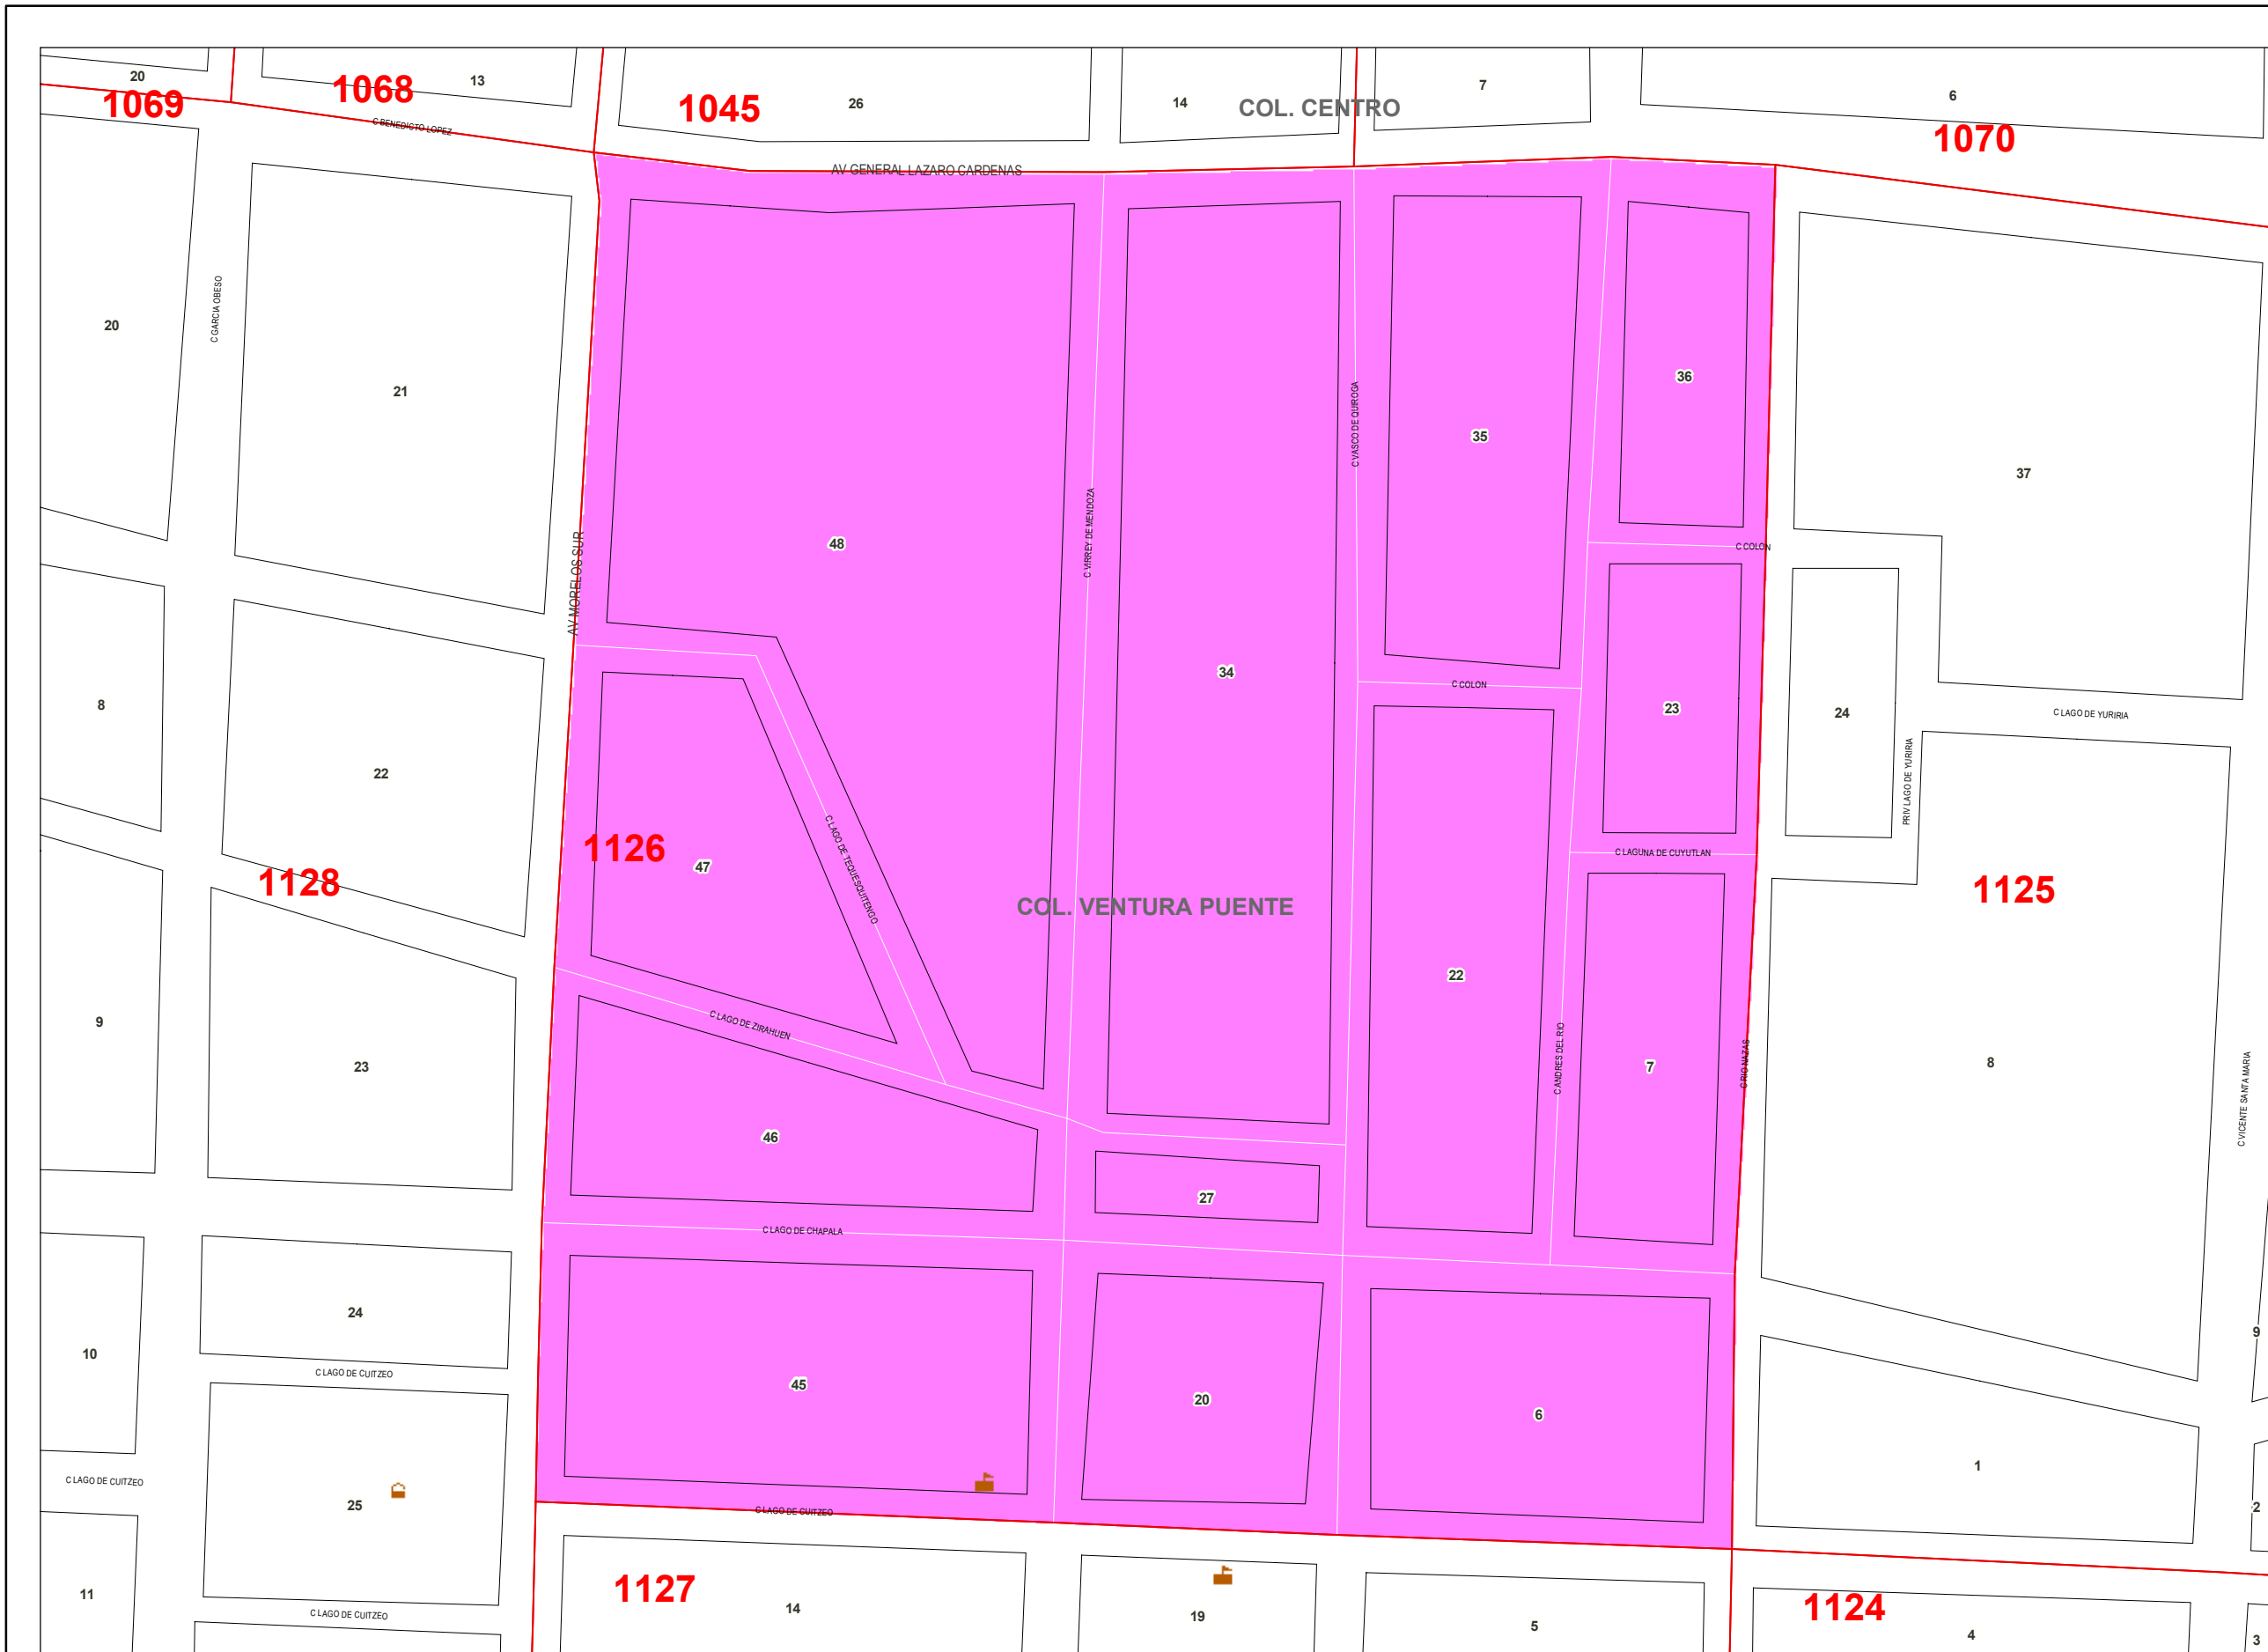 20
1069
1068
13
1045
26
14
COL. CENTRO
7
6
1070
C BENEDICTO LOPEZ
AV GENERAL LAZARO CARDENAS
20
C GARCIA OBESO
21
36
C VASCO DE QUIROGA
35
37
48
C VIRREY DE MENDOZA
C COLON
AV MORELOS SUR
34
C COLON
8
23
24
C LAGO DE YURIRIA
22
PRIV LAGO DE YURIRIA
1126
47
C LAGO DE TEQUESQUITENGO
C LAGUNA DE CUYUTLAN
1128
1125
COL. VENTURA PUENTE
22
9
C LAGO DE ZIRAHUEN
23
C ANDRES DEL RIO
7
C RIO NAZAS
8
C VICENTE SANTA MARIA
46
27
C LAGO DE CHAPALA
24
10
C LAGO DE CUITZEO
45
20
6
9
C LAGO DE CUITZEO
25
1
2
C LAGO DE CUITZEO
11
1127
14
19
5
1124
4
3
C LAGO DE CUITZEO